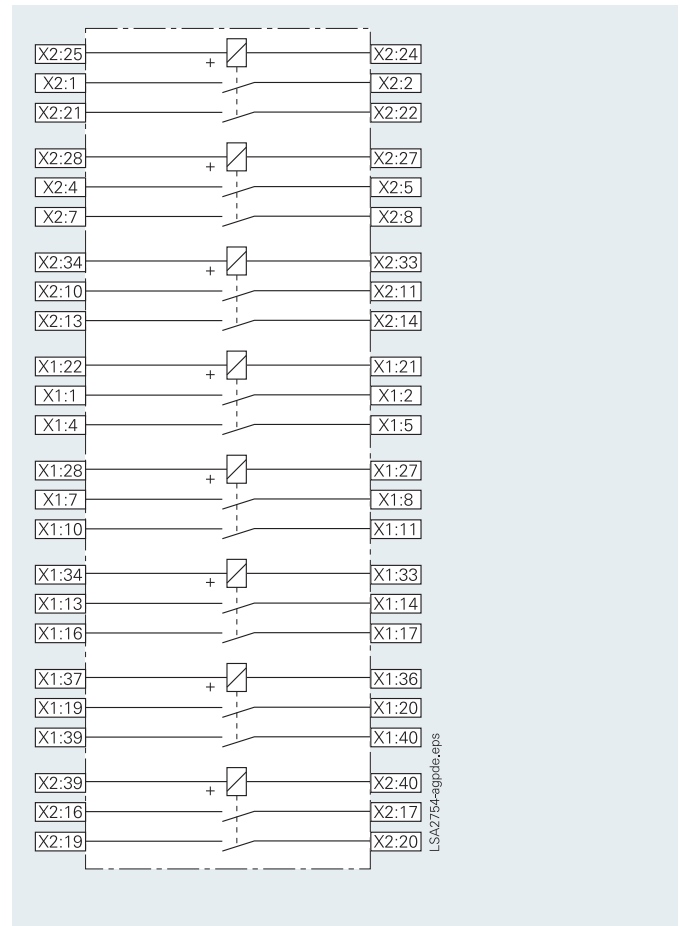 X2:25 + X2:24
X2:1 X2:2
X2:21 X2:22
X2:28 + X2:27
X2:4 X2:5
X2:7 X2:8
X2:34 + X2:33
X2:10 X2:11
X2:13 X2:14
X1:22 + X1:21
X1:1 X1:2
X1:4 X1:5
X1:28 + X1:27
X1:7 X1:8
X1:10 X1:11
X1:34 + X1:33
X1:13 X1:14
X1:16 X1:17
X1:37 + X1:36
X1:19 X1:20
X1:39 X1:40
X2:39 + X2:40
X2:16 X2:17
X2:19 X2:20
LSA2754-agpde.eps